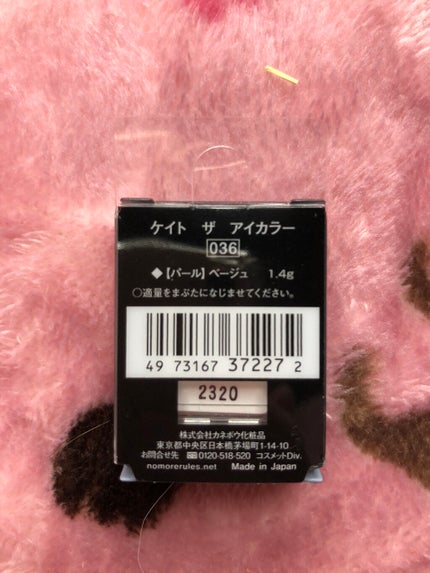 ケイト ザ アイカラー
036
◆【パール】ベージュ 1.4g
○適量をまぶたになじませてください。
49 73167 37227 2
2320
株式会社カネボウ化粧品
東京都中央区日本橋茅場町1-14-10
お問合せ先 0120-518-520 コスメットDiv.
nomorerules.net Made in Japan